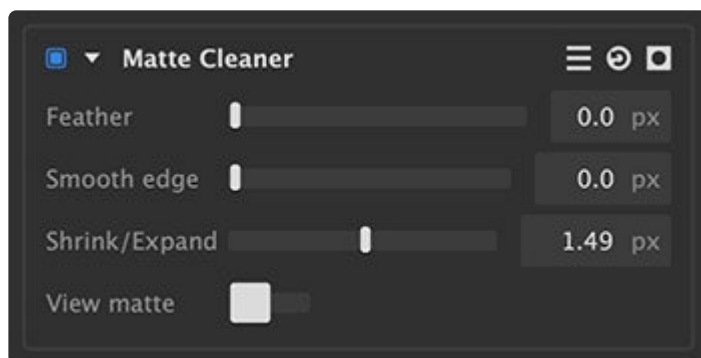 Matte Cleaner
Feather 0.0 px
Smooth edge 0.0 px
Shrink/Expand 1.49 px
View matte